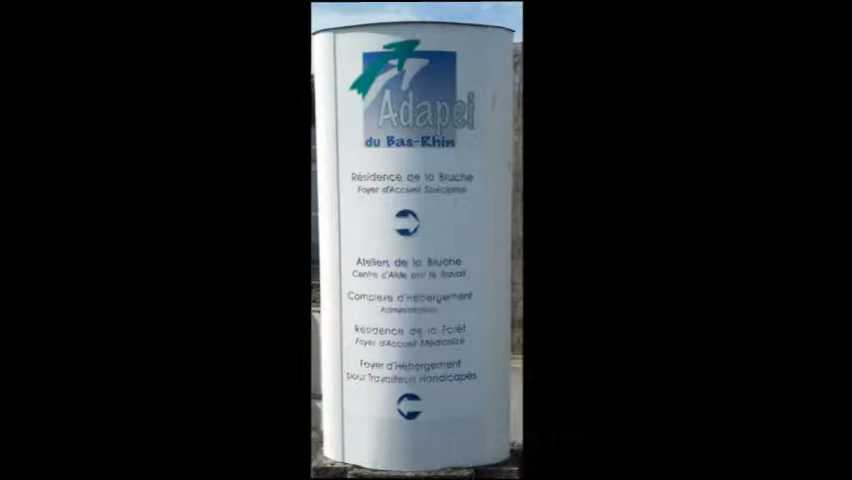 Adapei
du Bas-Rhin
Résidence de la Bruche
Foyer d'Accueil Spécialisé
Ateliers de la Bruche
Centre d'Aide par le Travail
Complexe d'Hébergement
Administration
Résidence de la Forêt
Foyer d'Accueil Médicalisé
Foyer d'Hébergement
pour Travailleurs Handicapés